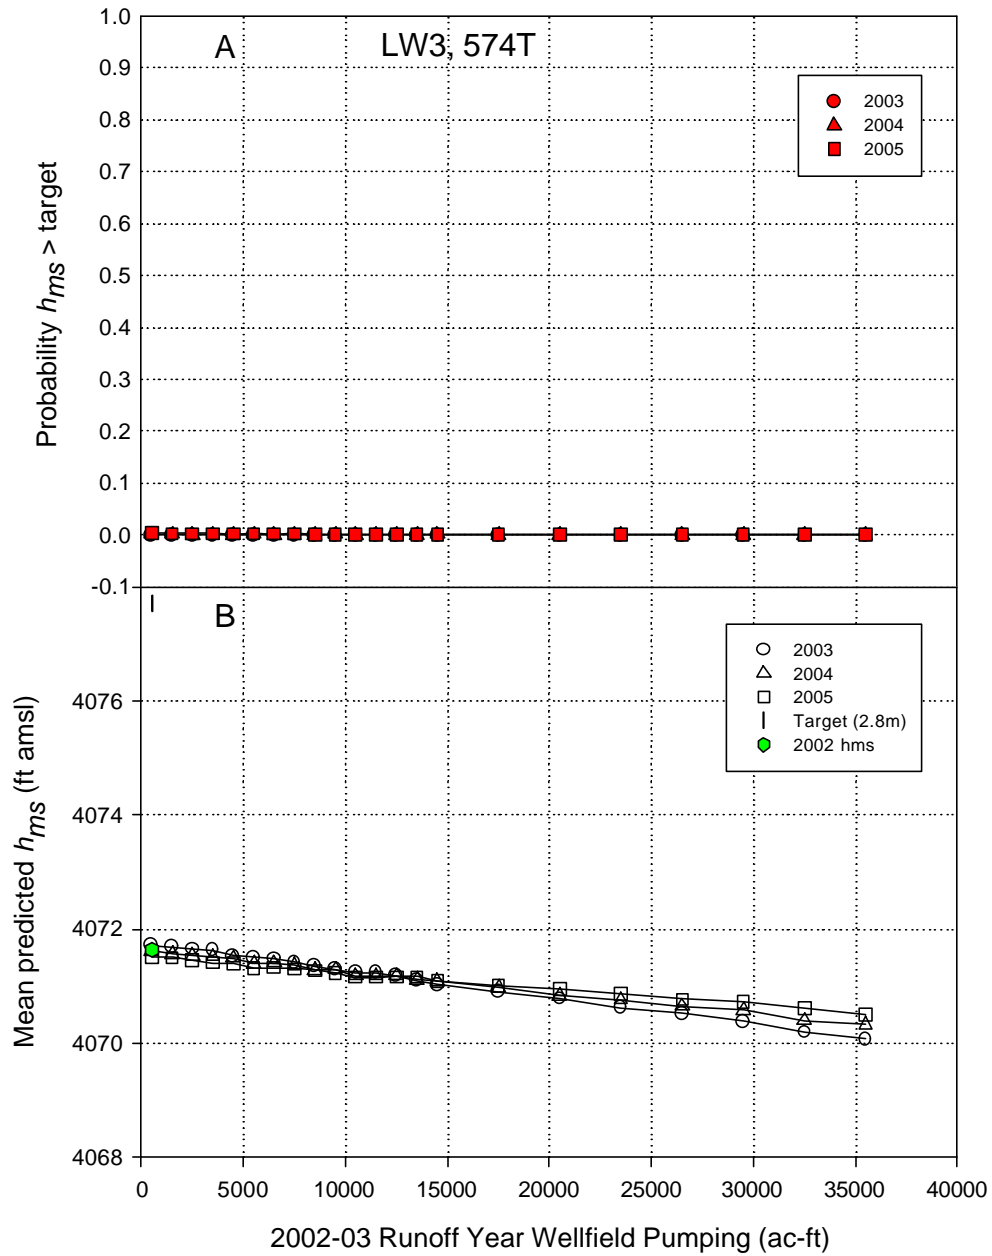 A
LW3, 574T
1.0
0.9
0.8
0.7
0.6
0.5
0.4
0.3
0.2
0.1
0.0
-0.1
Probability hms > target
2003
2004
2005
B
4076
4074
4072
4070
4068
Mean predicted hms (ft amsl)
2003
2004
2005
Target (2.8m)
2002 hms
0 5000 10000 15000 20000 25000 30000 35000 40000
2002-03 Runoff Year Wellfield Pumping (ac-ft)